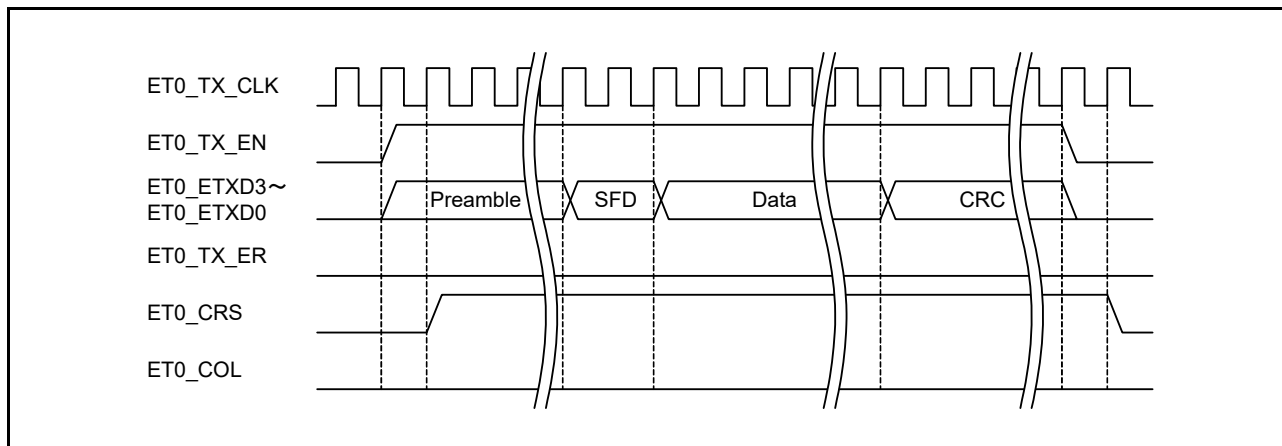 ET0_TX_CLK
ET0_TX_EN
ET0_ETXD3～
ET0_ETXD0
Preamble
SFD
Data
CRC
ET0_TX_ER
ET0_CRS
ET0_COL